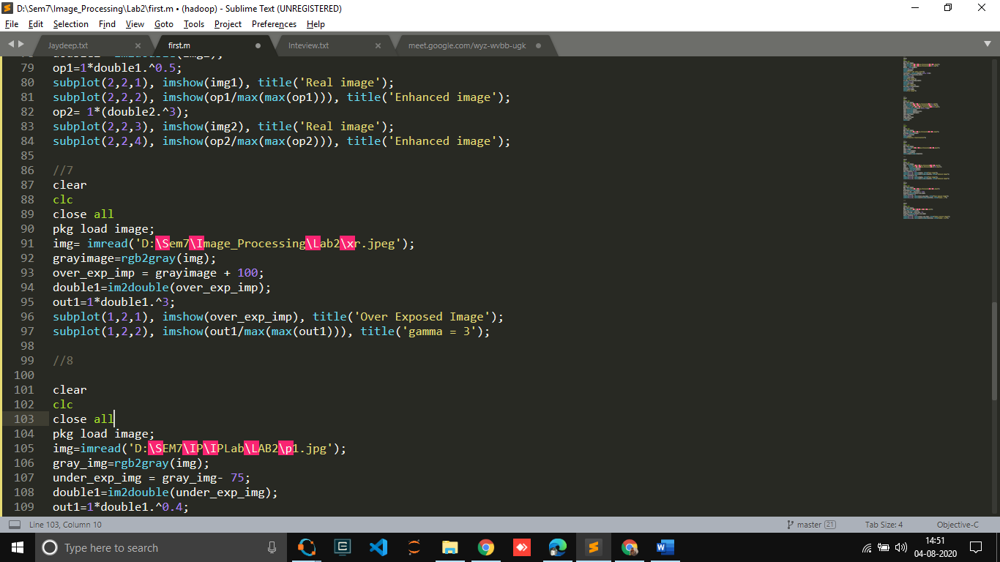 D:\Sem7\Image_Processing\Lab2\first.m • (hadoop) - Sublime Text (UNREGISTERED)
File Edit Selection Find View Goto Tools Project Preferences Help
Jaydeep.txt first.m Inteview.txt meet.google.com/wyz-wvbb-ugk
79 op1=1*double1.^0.5;
80 subplot(2,2,1), imshow(img1), title('Real image');
81 subplot(2,2,2), imshow(op1/max(max(op1))), title('Enhanced image');
82 op2= 1*(double2.^3);
83 subplot(2,2,3), imshow(img2), title('Real image');
84 subplot(2,2,4), imshow(op2/max(max(op2))), title('Enhanced image');
85
86 //7
87 clear
88 clc
89 close all
90 pkg load image;
91 img= imread('D:\Sem7\Image_Processing\Lab2\xr.jpeg');
92 grayimage=rgb2gray(img);
93 over_exp_imp = grayimage + 100;
94 double1=im2double(over_exp_imp);
95 out1=1*double1.^3;
96 subplot(1,2,1), imshow(over_exp_imp), title('Over Exposed Image');
97 subplot(1,2,2), imshow(out1/max(max(out1))), title('gamma = 3');
98
99 //8
100
101 clear
102 clc
103 close all
104 pkg load image;
105 img=imread('D:\SEM7\IP\IPLab\LAB2\p1.jpg');
106 gray_img=rgb2gray(img);
107 under_exp_img = gray_img- 75;
108 double1=im2double(under_exp_img);
109 out1=1*double1.^0.4;
Line 103, Column 10 master 21 Tab Size: 4 Objective-C
Type here to search
14:51
04-08-2020